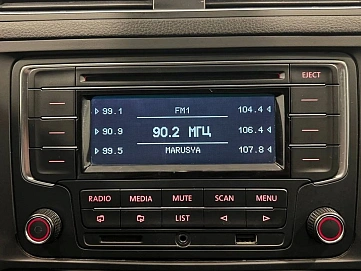 EJECT
99.1 FM1 104.4
90.9 90.2 МГЦ 106.4
99.5 MARUSYA 107.8
RADIO MEDIA MUTE SCAN MENU
LIST